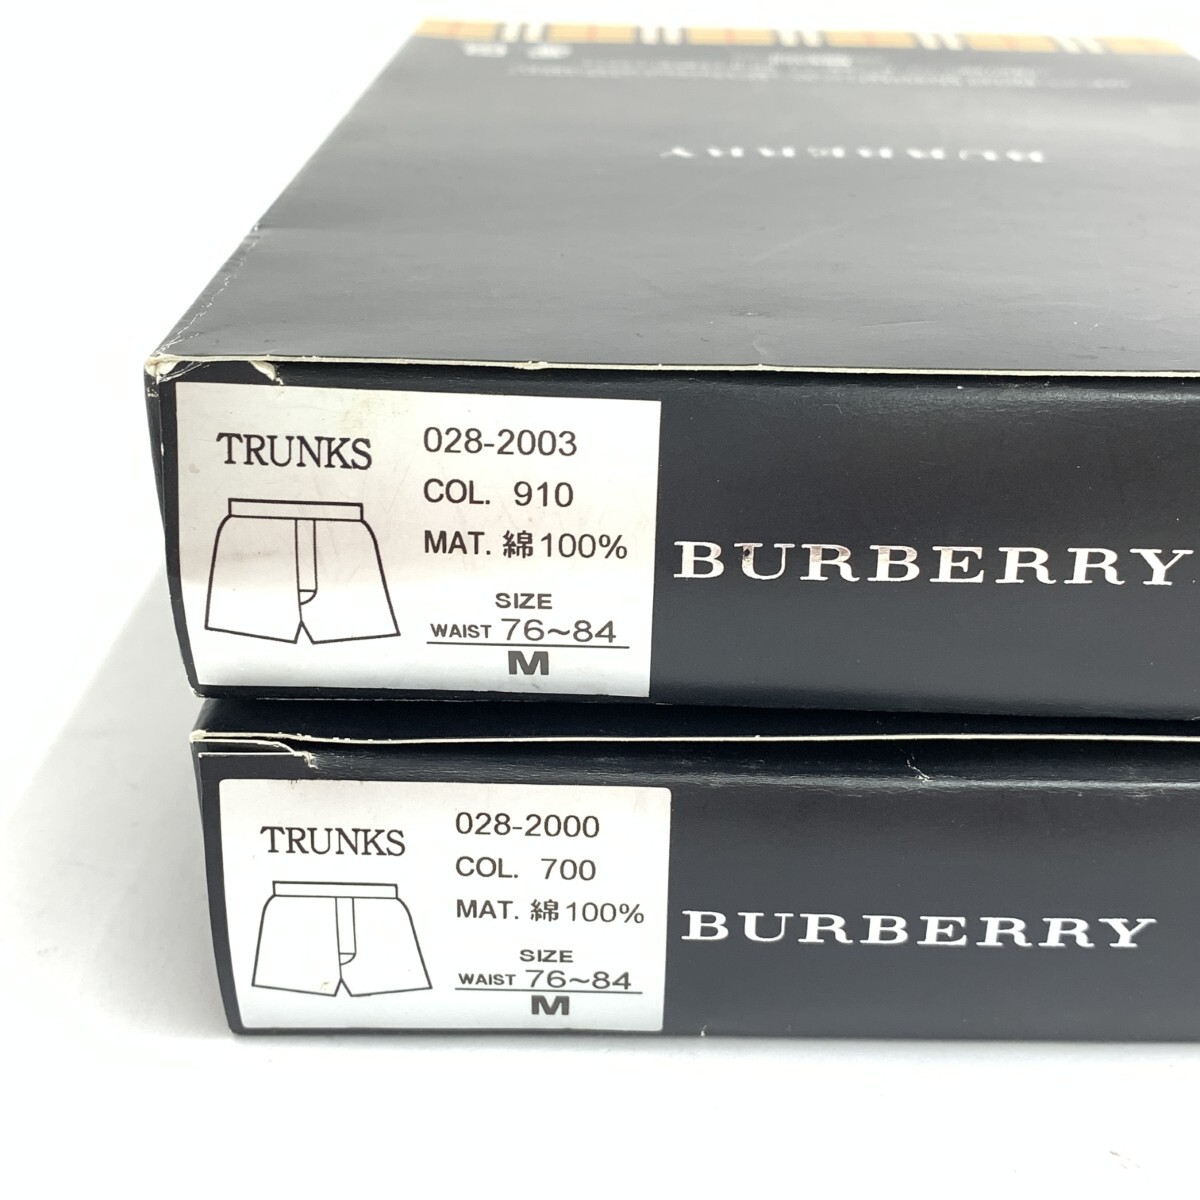 BURBERRY
TRUNKS
028-2003
COL. 910
MAT. 綿100%
SIZE
WAIST 76~84
M
BURBERRY
TRUNKS
028-2000
COL. 700
MAT. 綿100%
SIZE
WAIST 76~84
M
BURBERRY